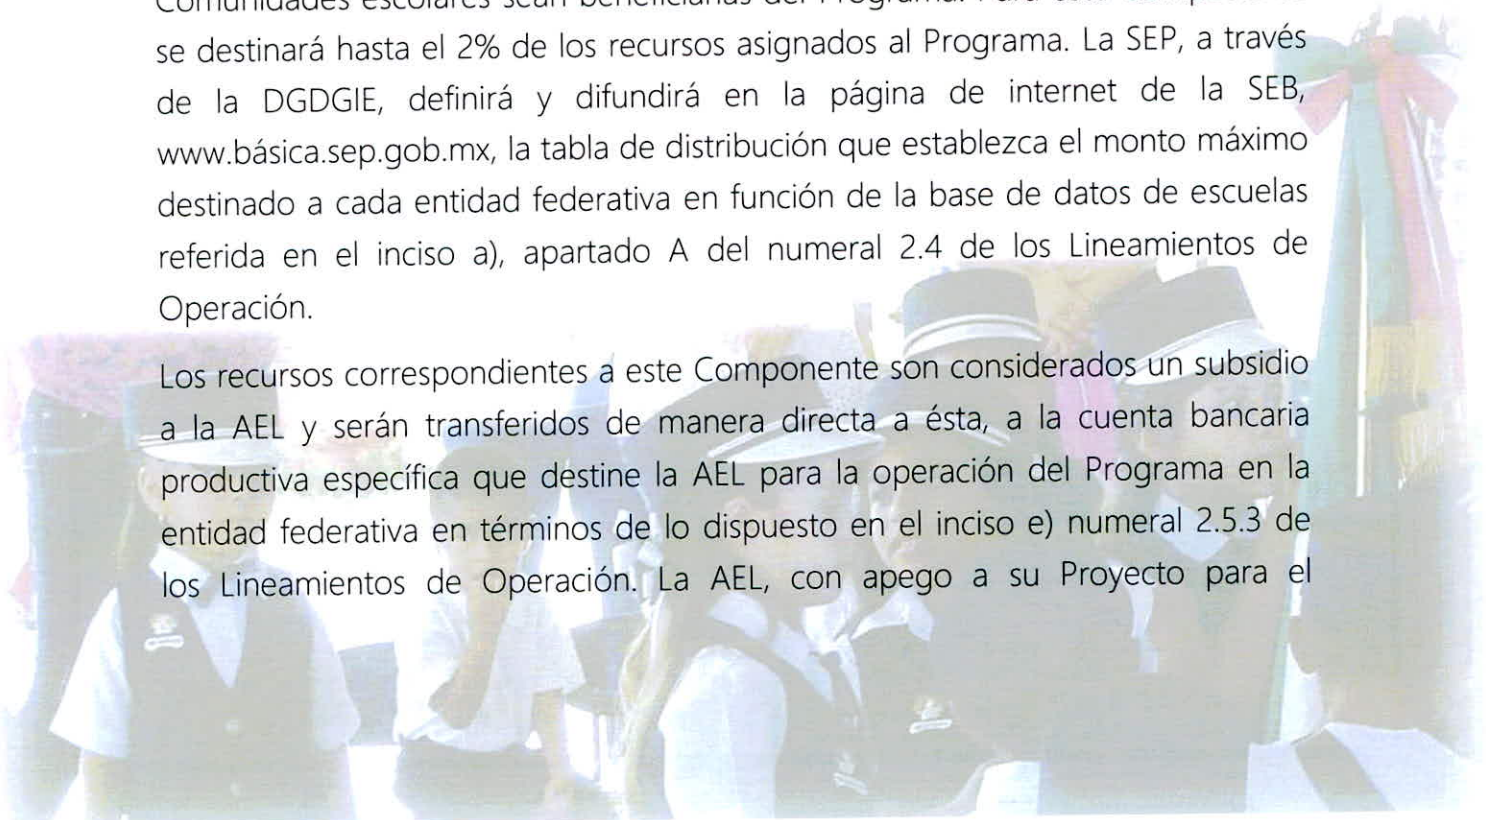 se destinará hasta el 2% de los recursos asignados al Programa. La SEP, a través
de la DGDGIE, definirá y difundirá en la página de internet de la SEB,
www.básica.sep.gob.mx, la tabla de distribución que establezca el monto máximo
destinado a cada entidad federativa en función de la base de datos de escuelas
referida en el inciso a), apartado A del numeral 2.4 de los Lineamientos de
Operación.
Los recursos correspondientes a este Componente son considerados un subsidio
a la AEL y serán transferidos de manera directa a ésta, a la cuenta bancaria
productiva específica que destine la AEL para la operación del Programa en la
entidad federativa en términos de lo dispuesto en el inciso e) numeral 2.5.3 de
los Lineamientos de Operación. La AEL, con apego a su Proyecto para el